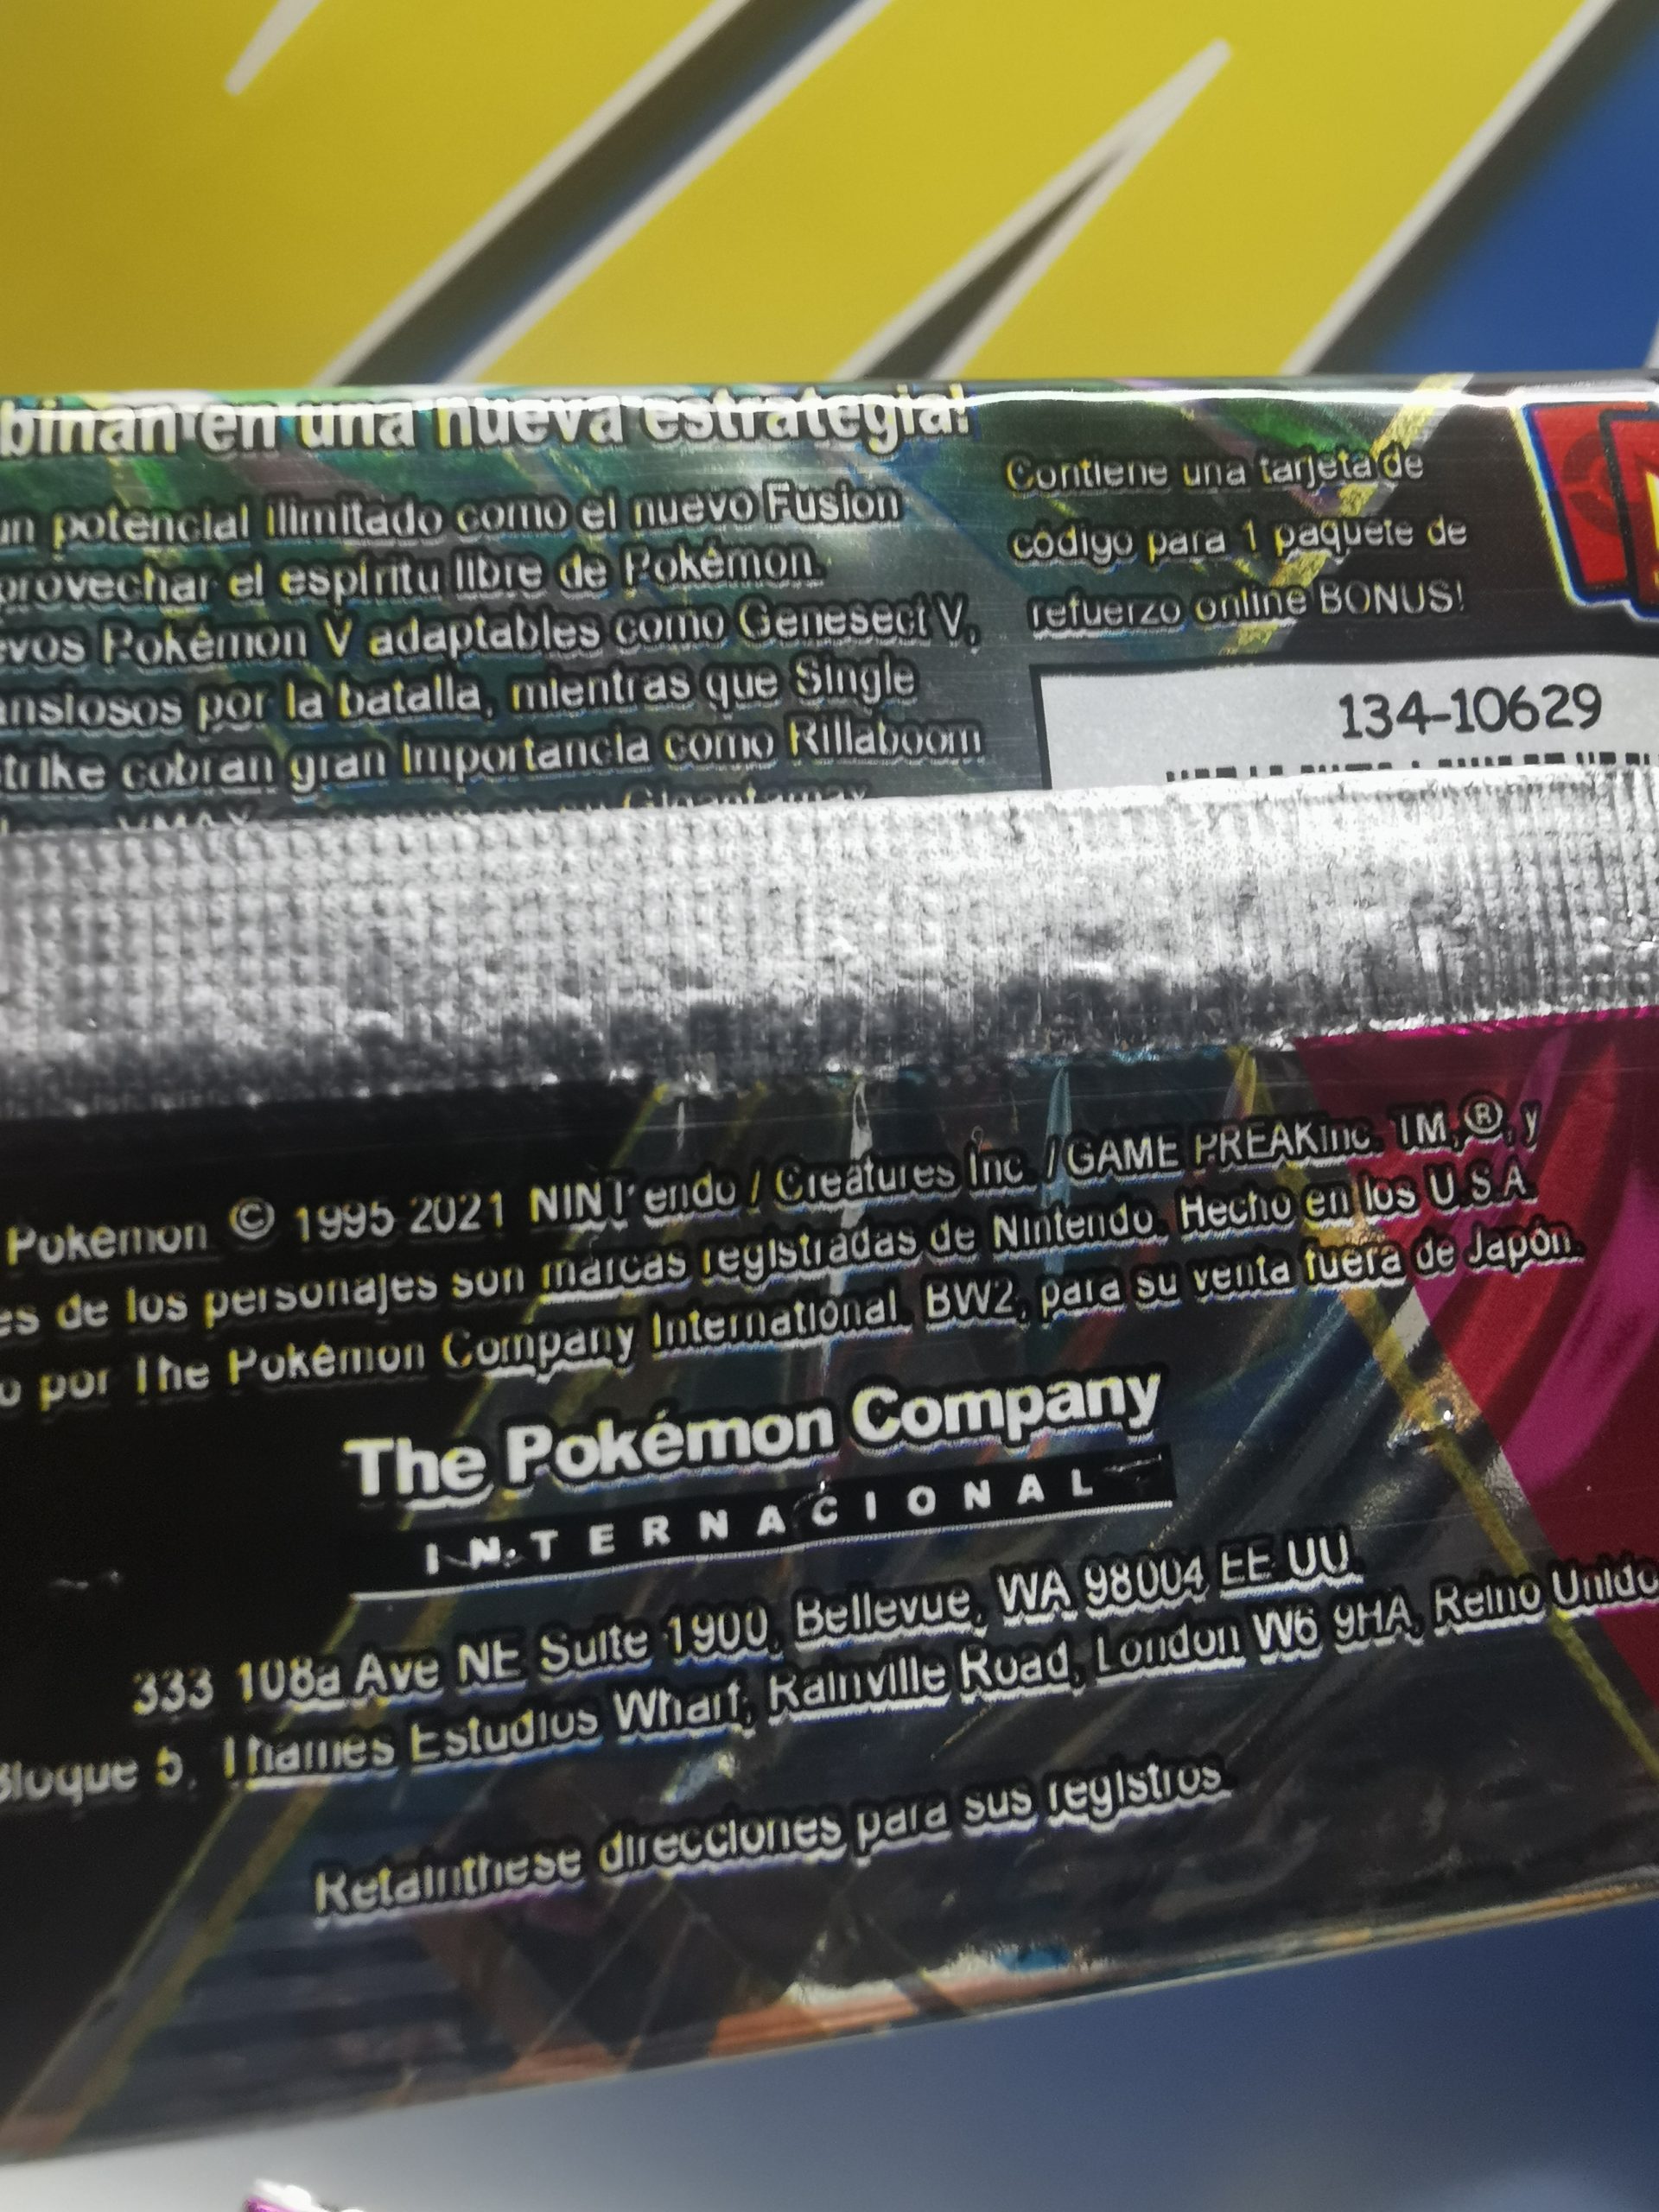 binan en una nueva estrategia!
un potencial ilimitado como el nuevo Fusion
provechar el espíritu libre de Pokémon.
evos Pokémon V adaptables como Genesect V,
ansiosos por la batalla, mientras que Single
trike cobran gran importancia como Rillaboom
VMAX Gigantamax
Contiene una tarjeta de
código para 1 paquete de
refuerzo online BONUS!
134-10629
Pokémon © 1995 2021 NINTendo / Creatures Inc. / GAME PREAKinc. TM,®, y
es de los personajes son marcas registradas de Nintendo. Hecho en los U.S.A.
o por The Pokémon Company International. BW2, para su venta fuera de Japón.
The Pokémon Company
INTERNACIONAL
333 108a Ave NE Suite 1900, Bellevue, WA 98004 EE UU.
Bloque 5. Thames Estudios Wharf, Rainville Road, London W6 9HA, Reino Unido
Retainthese direcciones para sus registros.